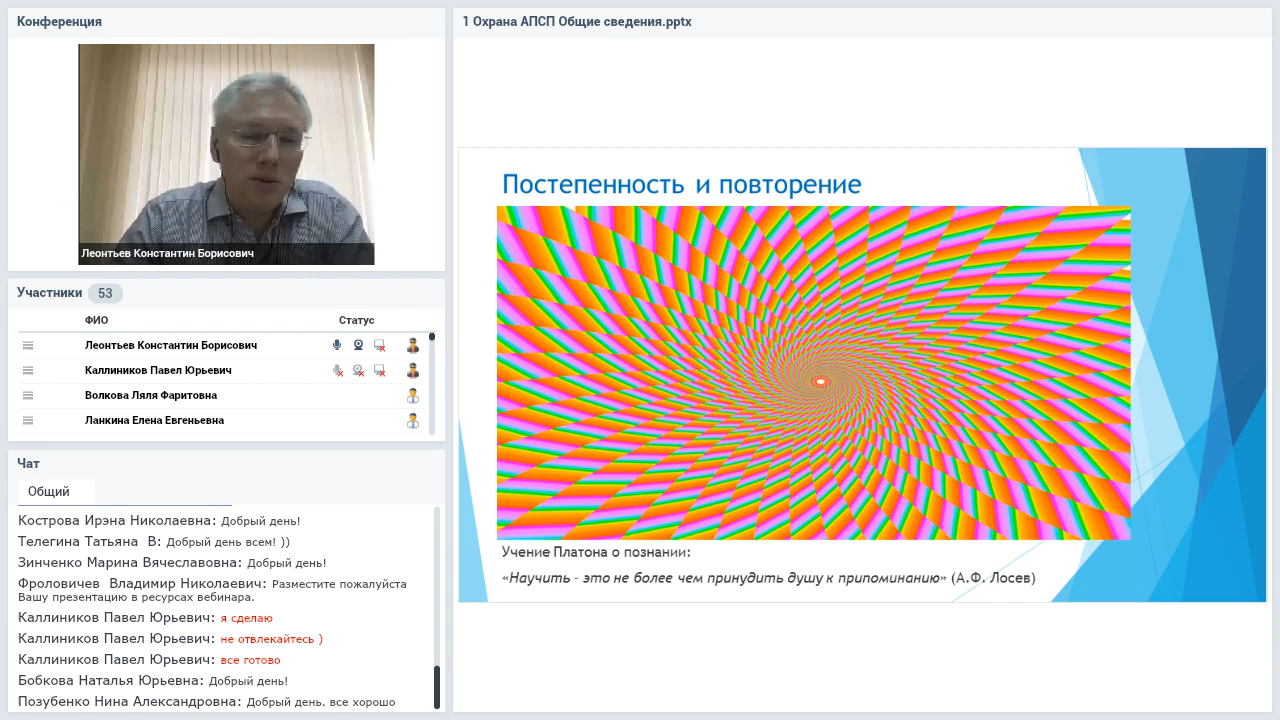 Конференция
Леонтьев Константин Борисович
Участники 53
ФИО Статус
Леонтьев Константин Борисович
Каллиников Павел Юрьевич
Волкова Ляля Фаритовна
Ланкина Елена Евгеньевна
Чат
Общий
Кострова Ирэна Николаевна: Добрый день!
Телегина Татьяна В: Добрый день всем! ))
Зинченко Марина Вячеславовна: Добрый день!
Фроловичев Владимир Николаевич: Разместите пожалуйста
Вашу презентацию в ресурсах вебинара.
Каллиников Павел Юрьевич: я сделаю
Каллиников Павел Юрьевич: не отвлекайтесь )
Каллиников Павел Юрьевич: все готово
Бобкова Наталья Юрьевна: Добрый день!
Позубенко Нина Александровна: Добрый день. все хорошо
1 Охрана АПСП Общие сведения.pptx
Постепенность и повторение
Учение Платона о познании:
«Научить – это не более чем принудить душу к припоминанию» (А.Ф. Лосев)